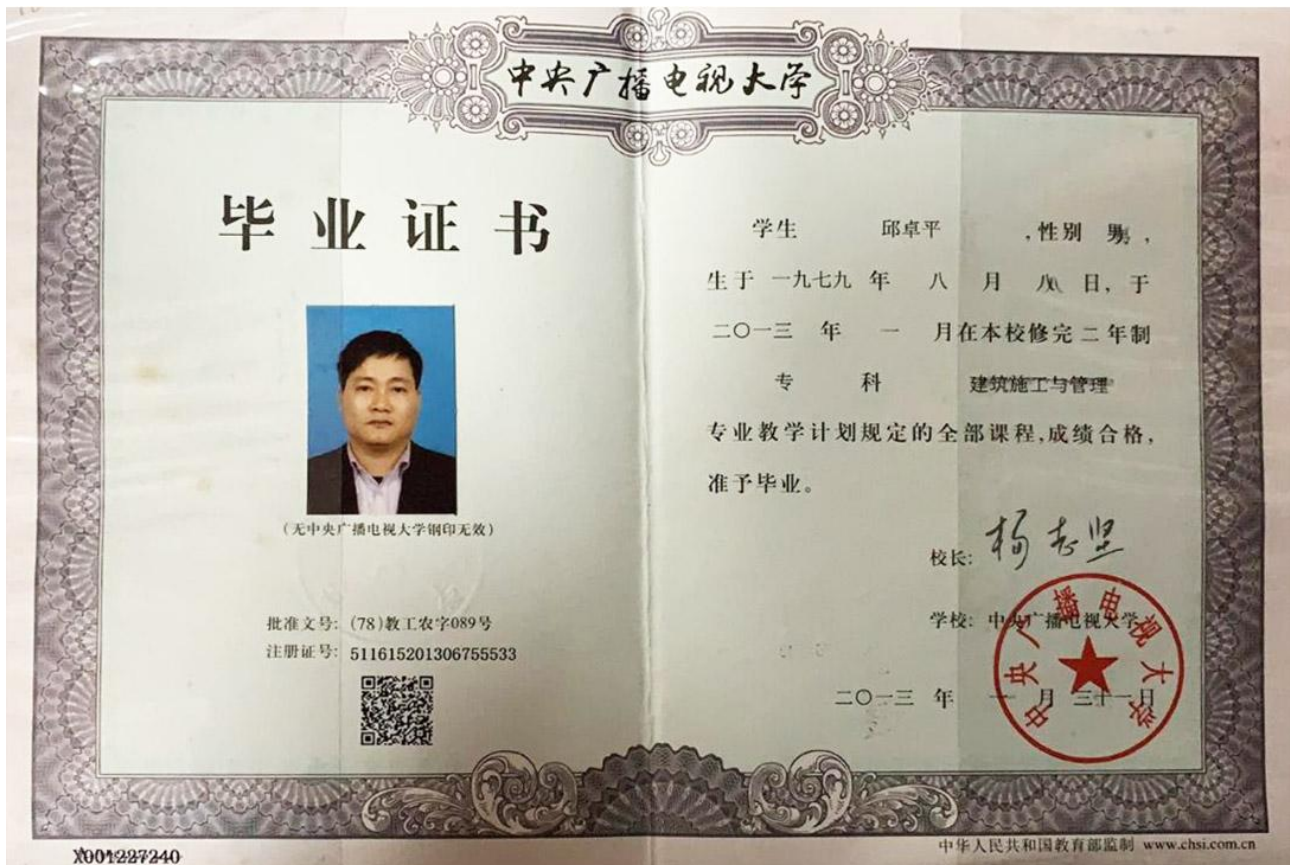 中央广播电视大学
毕业证书
(无中央广播电视大学钢印无效)
批准文号: (78)教工农字089号
注册证号: 511615201306755533
X001227240
学生 邱卓平 ,性别 男,
生于 一九七九 年 八 月 八 日, 于
二〇一三 年 一 月在本校修完 二 年制
专 科 建筑施工与管理
专业教学计划规定的全部课程,成绩合格,
准予毕业。
校长: 杨志坚
学校: 中央广播电视大学
二〇一三 年 一 月 三十一 日
中央广播电视大学
中华人民共和国教育部监制 www.chsi.com.cn